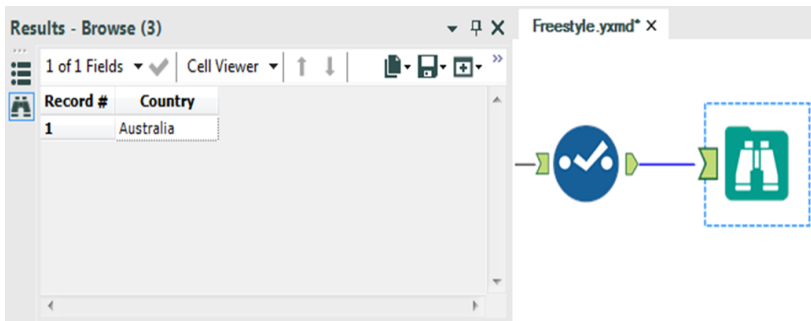 Results - Browse (3)
Freestyle.yxmd* X
1 of 1 Fields
Cell Viewer
Record # Country
1 Australia